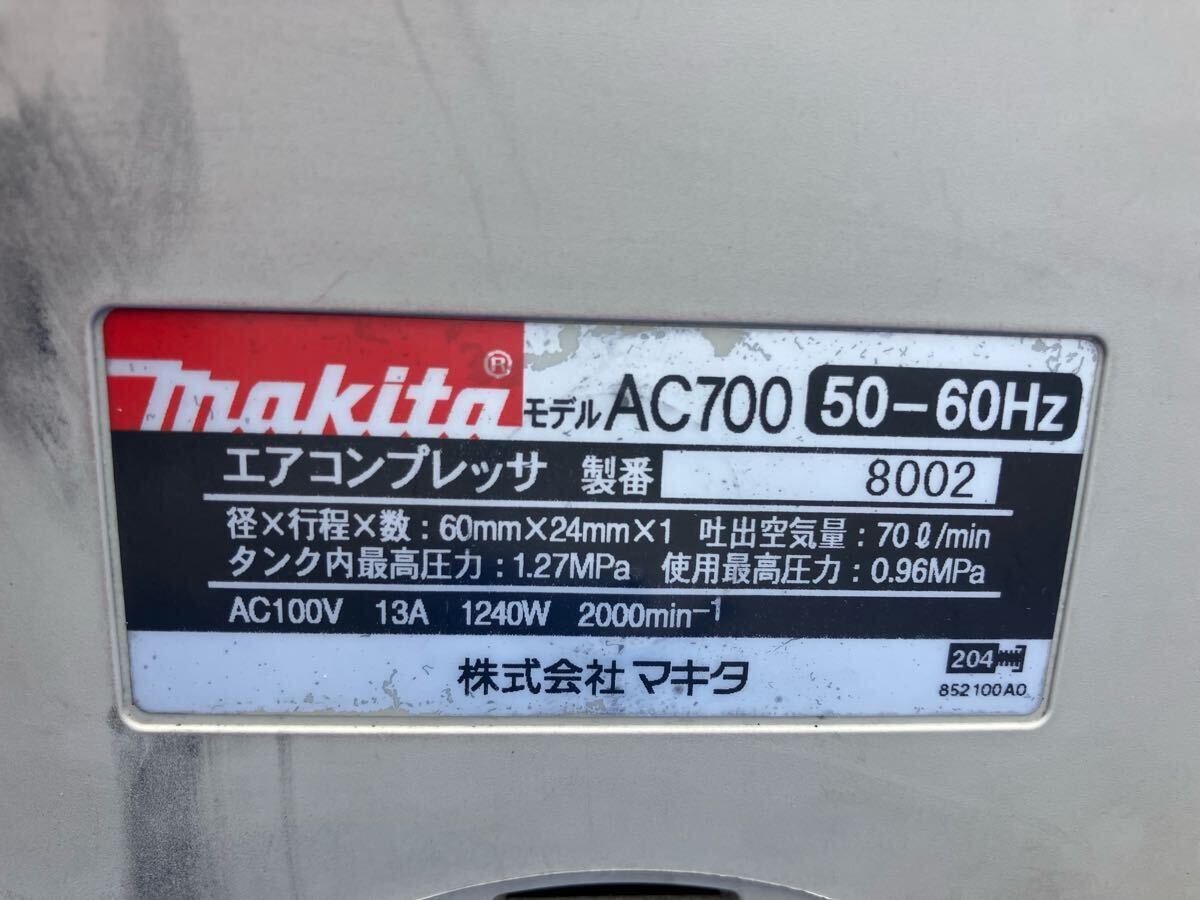 makita® モデル AC700 50-60Hz
エアコンプレッサ 製番 8002
径×行程×数:60mm×24mm×1 吐出空気量:70ℓ/min
タンク内最高圧力:1.27MPa 使用最高圧力:0.96MPa
AC100V 13A 1240W 2000min⁻¹
株式会社マキタ 204
852100A0